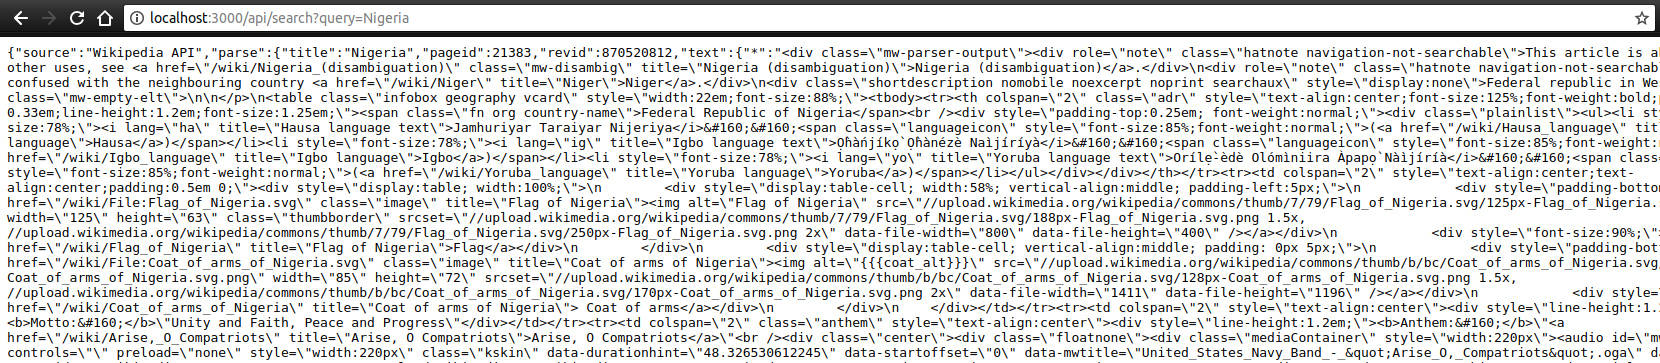 localhost:3000/api/search?query=Nigeria
{"source":"Wikipedia API","parse":{"title":"Nigeria","pageid":21383,"revid":870520812,"text":{"*":"<div class=\"mw-parser-output\"><div role=\"note\" class=\"hatnote navigation-not-searchable\">This article is
other uses, see <a href=\"/wiki/Nigeria_(disambiguation)\" class=\"mw-disambig\" title=\"Nigeria (disambiguation)\">Nigeria (disambiguation)</a>.</div>\n<div role=\"note\" class=\"hatnote navigation-not-searchab
confused with the neighbouring country <a href=\"/wiki/Niger\" title=\"Niger\">Niger</a>.</div>\n<div class=\"shortdescription nomobile noexcerpt noprint searchaux\" style=\"display:none\">Federal republic in We
class=\"mw-empty-elt\">\n\n</p>\n<table class=\"infobox geography vcard\" style=\"width:22em;font-size:88%;\"><tbody><tr><th colspan=\"2\" class=\"adr\" style=\"text-align:center;font-size:125%;font-weight:bold;
0.33em;line-height:1.2em;font-size:1.25em;\"><span class=\"fn org country-name\">Federal Republic of Nigeria</span><br /><div style=\"padding-top:0.25em; font-weight:normal;\"><div class=\"plainlist\"><ul><li st
size:78%;\"><i lang=\"ha\" title=\"Hausa language text\">Jamhuriyar Taraiyar Nijeriya</i>&#160;&#160;<span class=\"languageicon\" style=\"font-size:85%;font-weight:normal;\">(<a href=\"/wiki/Hausa_language\" tit
language\">Hausa</a>)</span></li><li style=\"font-size:78%;\"><i lang=\"ig\" title=\"Igbo language text\"> Naìjíríyà</i>&#160;&#160;<span class=\"languageicon\" style=\"font-size:85%;font-weight:n
href=\"/wiki/Igbo_language\" title=\"Igbo language\">Igbo</a>)</span></li><li style=\"font-size:78%;\"><i lang=\"yo\" title=\"Yoruba language text\"> Olómìniira Nàìjíríà</i>&#160;&#160;<span class=
style=\"font-size:85%;font-weight:normal;\">(<a href=\"/wiki/Yoruba_language\" title=\"Yoruba language\">Yoruba</a>)</span></li></ul></div></div></th></tr><tr><td colspan=\"2\" style=\"text-align:center;text-
align:center;padding:0.5em 0;\"><div style=\"display:table; width:100%;\">\n        <div style=\"display:table-cell; width:58%; vertical-align:middle; padding-left:5px;\">\n            <div style=\"padding-bottom
href=\"/wiki/File:Flag_of_Nigeria.svg\" class=\"image\" title=\"Flag of Nigeria\"><img alt=\"Flag of Nigeria\" src=\"//upload.wikimedia.org/wikipedia/commons/thumb/7/79/Flag_of_Nigeria.svg/125px-Flag_of_Nigeria.s
width=\"125\" height=\"63\" class=\"thumbborder\" srcset=\"//upload.wikimedia.org/wikipedia/commons/thumb/7/79/Flag_of_Nigeria.svg/188px-Flag_of_Nigeria.svg.png 1.5x,
//upload.wikimedia.org/wikipedia/commons/thumb/7/79/Flag_of_Nigeria.svg/250px-Flag_of_Nigeria.svg.png 2x\" data-file-width=\"800\" data-file-height=\"400\" /></a></div>\n            <div style=\"font-size:90%;\">
href=\"/wiki/Flag_of_Nigeria\" title=\"Flag of Nigeria\">Flag</a></div>\n        </div>\n        <div style=\"display:table-cell; vertical-align:middle; padding: 0px 5px;\">\n            <div style=\"padding-bott
href=\"/wiki/File:Coat_of_arms_of_Nigeria.svg\" class=\"image\" title=\"Coat of arms of Nigeria\"><img alt=\"{{{coat_alt}}}\" src=\"//upload.wikimedia.org/wikipedia/commons/thumb/b/bc/Coat_of_arms_of_Nigeria.svg/
Coat_of_arms_of_Nigeria.svg.png\" width=\"85\" height=\"72\" srcset=\"//upload.wikimedia.org/wikipedia/commons/thumb/b/bc/Coat_of_arms_of_Nigeria.svg/128px-Coat_of_arms_of_Nigeria.svg.png 1.5x,
//upload.wikimedia.org/wikipedia/commons/thumb/b/bc/Coat_of_arms_of_Nigeria.svg/170px-Coat_of_arms_of_Nigeria.svg.png 2x\" data-file-width=\"1411\" data-file-height=\"1196\" /></a></div>\n            <div style=
href=\"/wiki/Coat_of_arms_of_Nigeria\" title=\"Coat of arms of Nigeria\"> Coat of arms</a></div>\n        </div>\n    </div></td></tr><tr><td colspan=\"2\" style=\"text-align:center\"><div style=\"line-height:1.2
<b>Motto:&#160;</b>\"Unity and Faith, Peace and Progress\"</div></td></tr><tr><td colspan=\"2\" class=\"anthem\" style=\"text-align:center\"><div style=\"line-height:1.2em;\"><b>Anthem:&#160;</b>\"<a
href=\"/wiki/Arise,_O_Compatriots\" title=\"Arise, O Compatriots\">Arise, O Compatriots</a>\"<br /><div class=\"center\"><div class=\"floatnone\"><div class=\"mediaContainer\" style=\"width:220px\"><audio id=\"mw
controls=\"\" preload=\"none\" style=\"width:220px\" class=\"kskin\" data-durationhint=\"48.326530612245\" data-startoffset=\"0\" data-mwtitle=\"United_States_Navy_Band_-_&quot;Arise_O,_Compatriots&quot;.oga\"